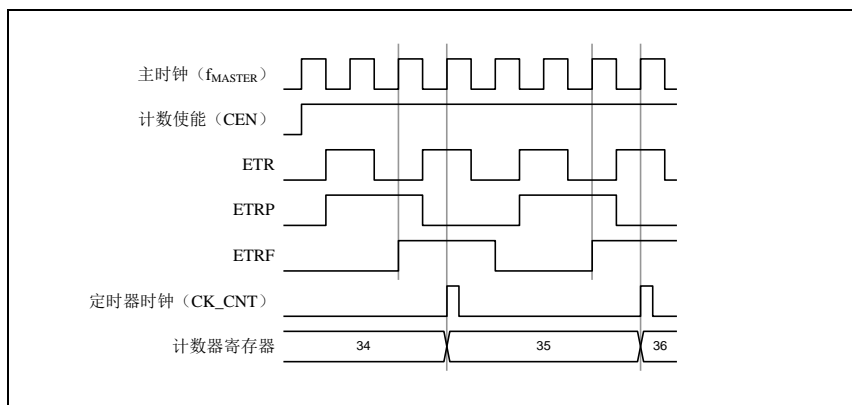 主时钟（fMASTER）
计数使能（CEN）
ETR
ETRP
ETRF
定时器时钟（CK_CNT）
计数器寄存器 34 35 36